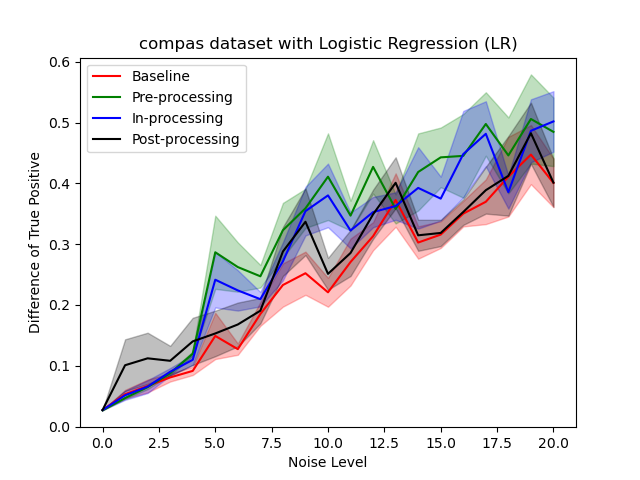 compas dataset with Logistic Regression (LR)
0.6
0.5
0.4
0.3
0.2
0.1
0.0
Difference of True Positive
Baseline
Pre-processing
In-processing
Post-processing
0.0 2.5 5.0 7.5 10.0 12.5 15.0 17.5 20.0
Noise Level